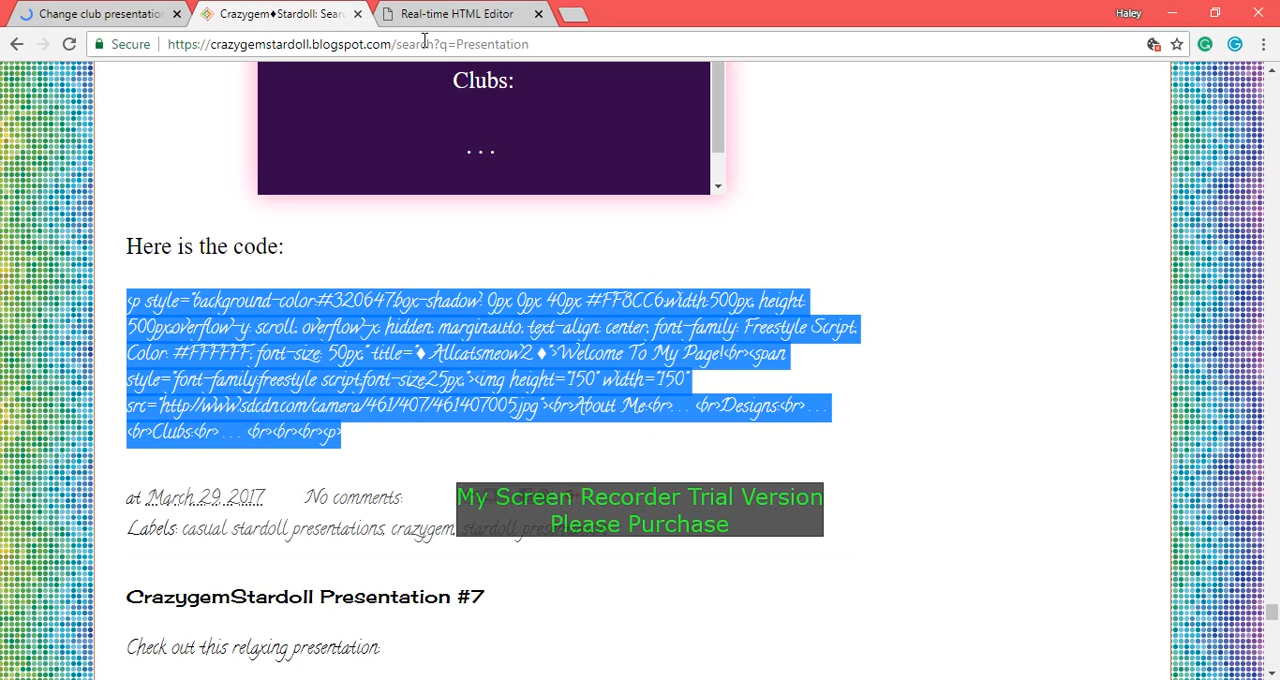 Change club presentation
Crazygem♦Stardoll: Sear
Real-time HTML Editor
Haley
Secure
https://crazygemstardoll.blogspot.com/search?q=Presentation
Clubs:
. . .
Here is the code:
<p style="background-color:#320647;box-shadow: 0px 0px 40px #FF8CC6;width:500px; height:
500px;overflow-y: scroll; overflow-x: hidden; margin:auto; text-align: center; font-family: Freestyle Script;
Color: #FFFFFF; font-size: 50px;" title="♦ Allcatsmeow2 ♦">Welcome To My Page!<br><span
style="font-family:freestyle script;font-size:25px;"><img height="150" width="150"
src="http://www.sdcdn.com/camera/461/407/461407005.jpg"><br>About Me:<br>. . . <br>Designs:<br>. . .
<br>Clubs:<br>. . . <br><br><br><p>
at March 29, 2017
No comments:
My Screen Recorder Trial Version
Please Purchase
Labels: casual stardoll presentations, crazygem, stardoll
CrazygemStardoll Presentation #7
Check out this relaxing presentation: